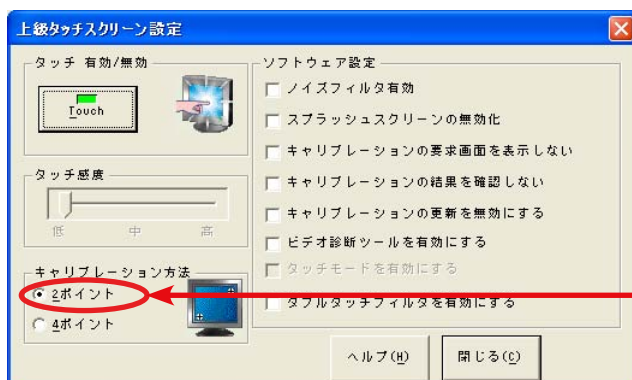 上級タッチスクリーン設定
タッチ 有効/無効
Touch
タッチ感度
低 中 高
キャリブレーション方法
2ポイント
4ポイント
ソフトウェア設定
ノイズフィルタ有効
スプラッシュスクリーンの無効化
キャリブレーションの要求画面を表示しない
キャリブレーションの結果を確認しない
キャリブレーションの更新を無効にする
ビデオ診断ツールを有効にする
タッチモードを有効にする
ダブルタッチフィルタを有効にする
ヘルプ(H)
閉じる(C)